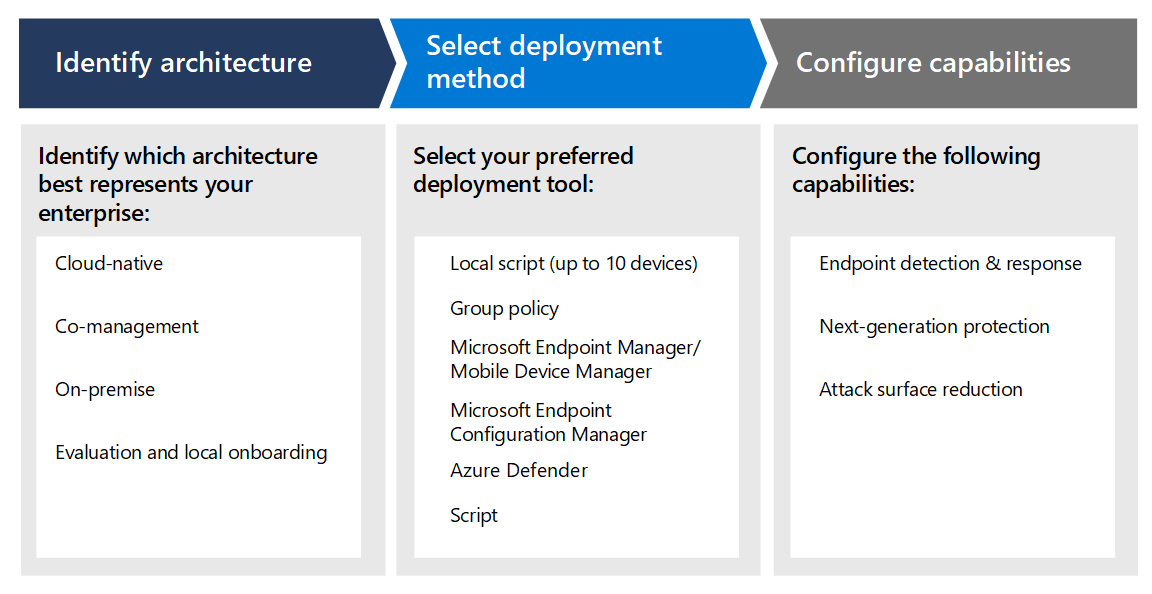 Identify architecture
Select deployment
method
Configure capabilities
Identify which architecture
best represents your
enterprise:
Cloud-native
Co-management
On-premise
Evaluation and local onboarding
Select your preferred
deployment tool:
Local script (up to 10 devices)
Group policy
Microsoft Endpoint Manager/
Mobile Device Manager
Microsoft Endpoint
Configuration Manager
Azure Defender
Script
Configure the following
capabilities:
Endpoint detection & response
Next-generation protection
Attack surface reduction